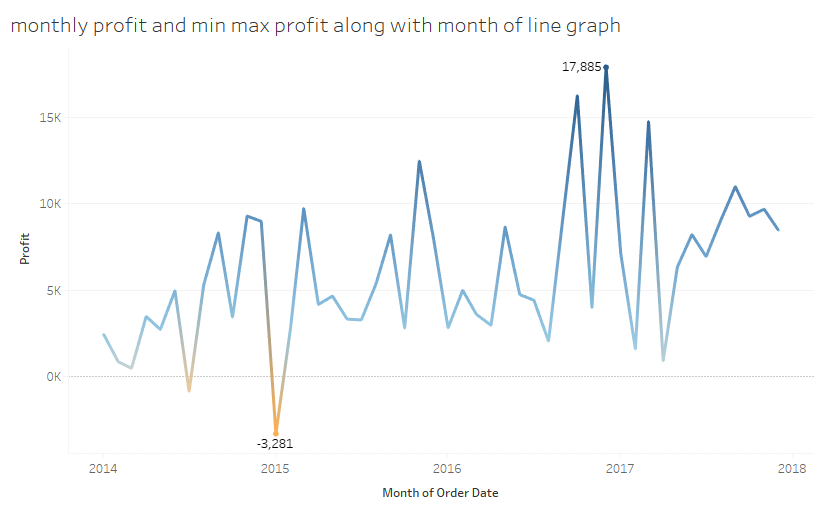 monthly profit and min max profit along with month of line graph
17,885
15K
10K
Profit
5K
0K
-3,281
2014 2015 2016 2017 2018
Month of Order Date